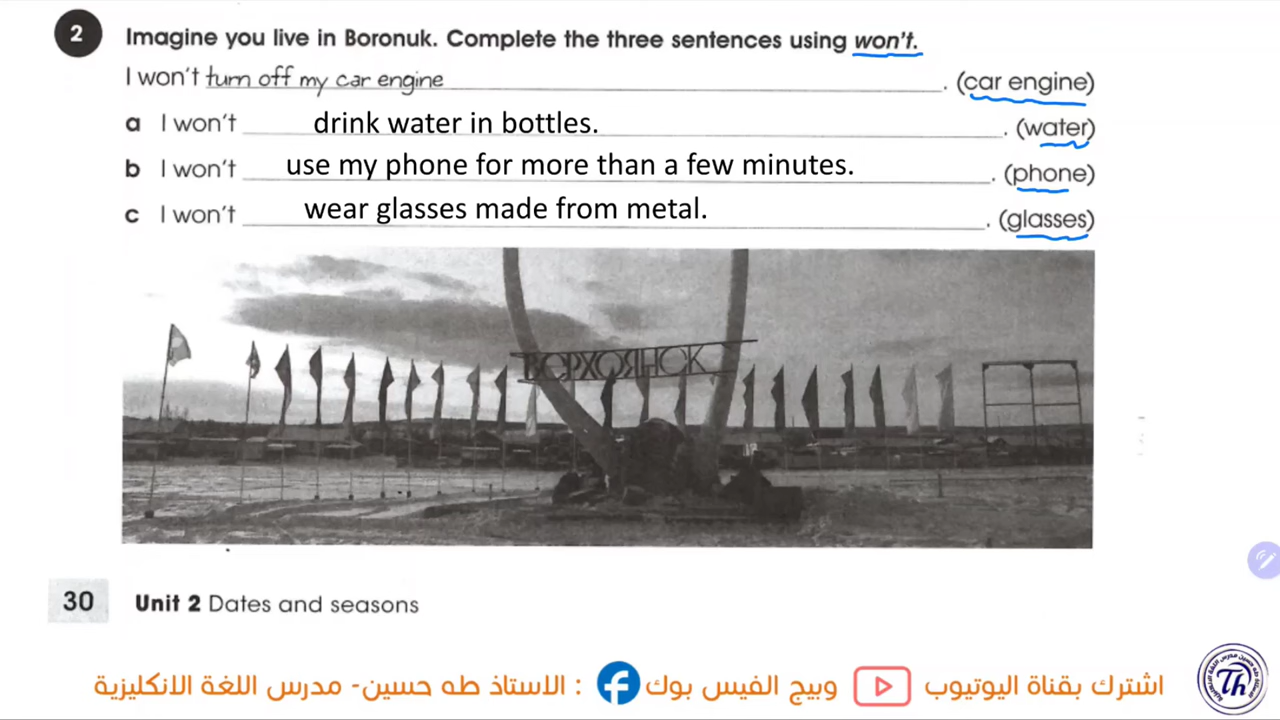 2 Imagine you live in Boronuk. Complete the three sentences using won't.
I won't turn off my car engine. (car engine)
a I won't drink water in bottles. . (water)
b I won't use my phone for more than a few minutes. . (phone)
c I won't wear glasses made from metal. . (glasses)
ВЕРХОЯНСК
30 Unit 2 Dates and seasons
اشترك بقناة اليوتيوب وبيج الفيس بوك : الاستاذ طه حسين- مدرس اللغة الانكليزية
Th